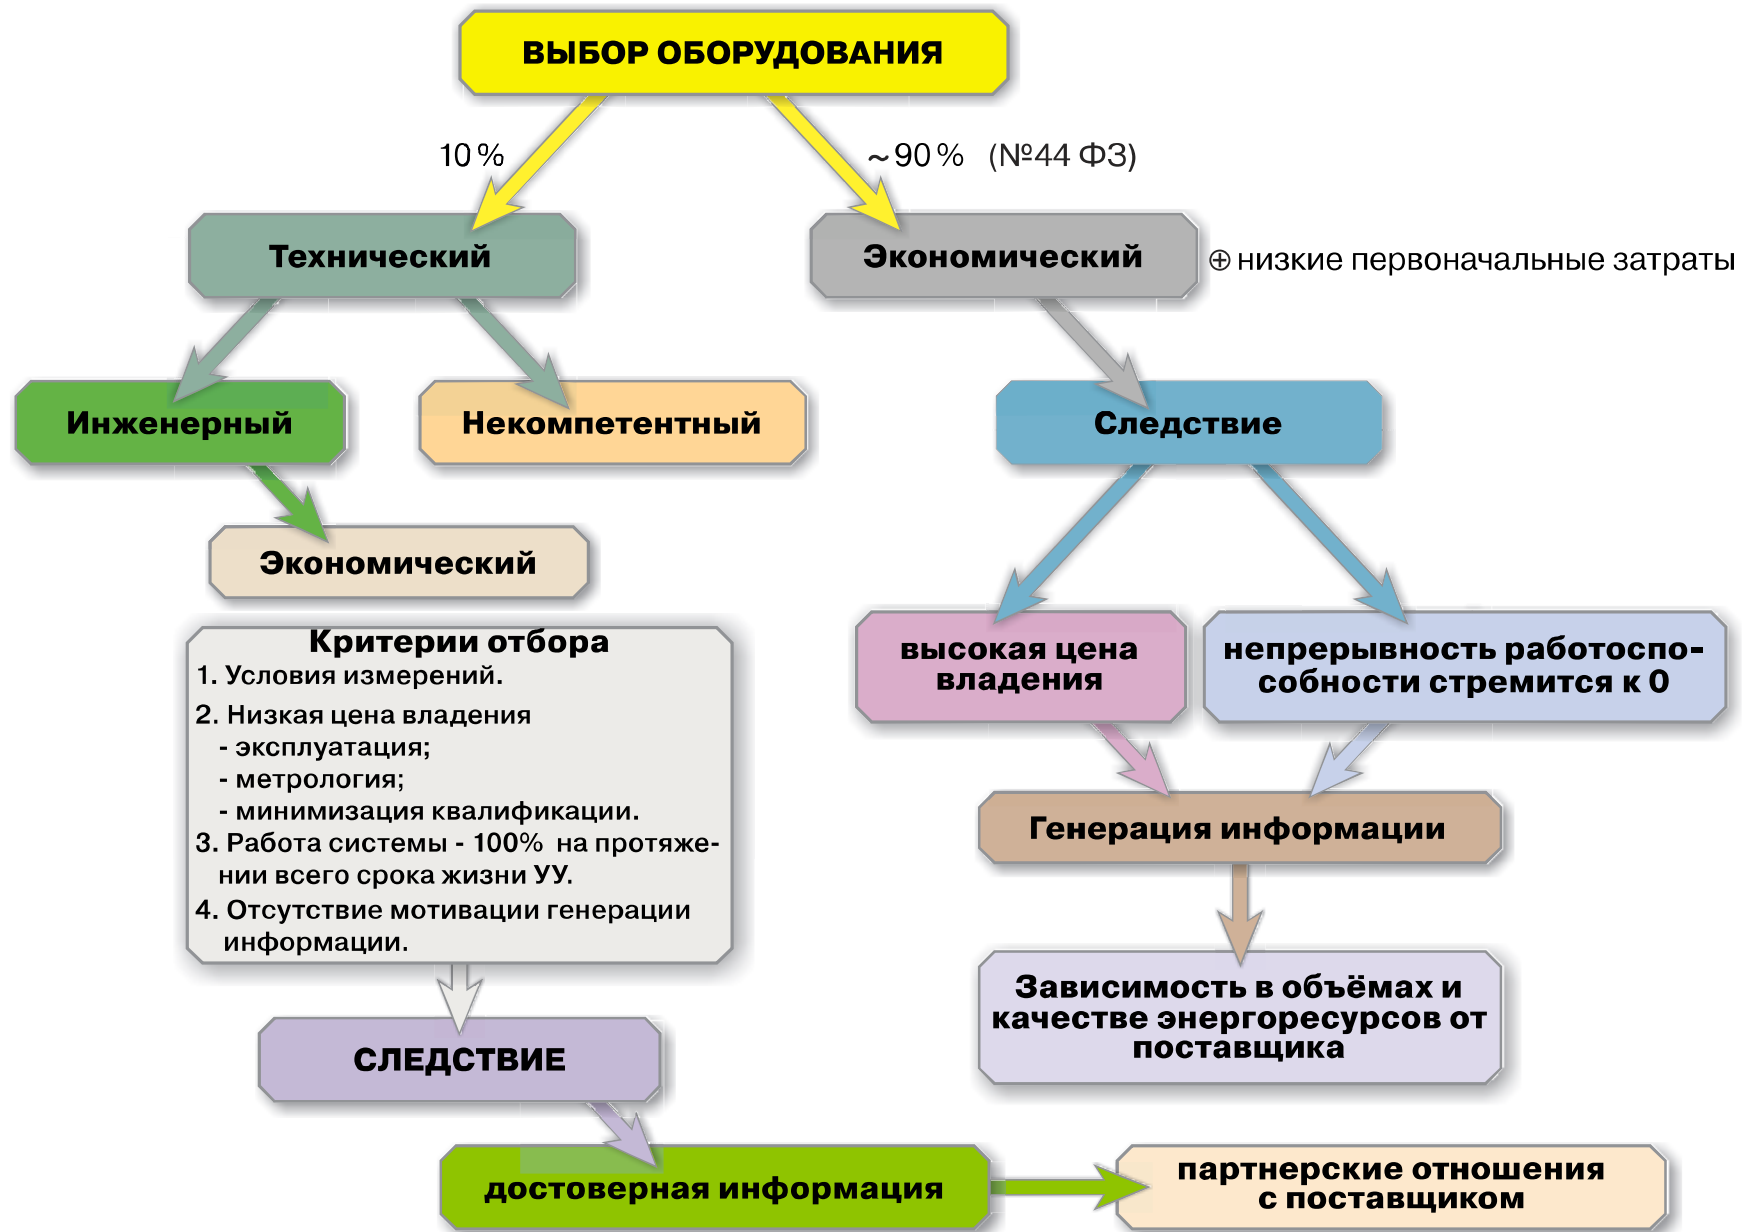 ВЫБОР ОБОРУДОВАНИЯ
10 %
~90 % (№44 ФЗ)
Технический
Экономический
⊕ низкие первоначальные затраты
Инженерный
Некомпетентный
Следствие
Экономический
Критерии отбора
1. Условия измерений.
2. Низкая цена владения
- эксплуатация;
- метрология;
- минимизация квалификации.
3. Работа системы - 100% на протяже-
нии всего срока жизни УУ.
4. Отсутствие мотивации генерации
информации.
высокая цена
владения
непрерывность работоспо-
собности стремится к 0
Генерация информации
Зависимость в объёмах и
качестве энергоресурсов от
поставщика
СЛЕДСТВИЕ
достоверная информация
партнерские отношения
с поставщиком